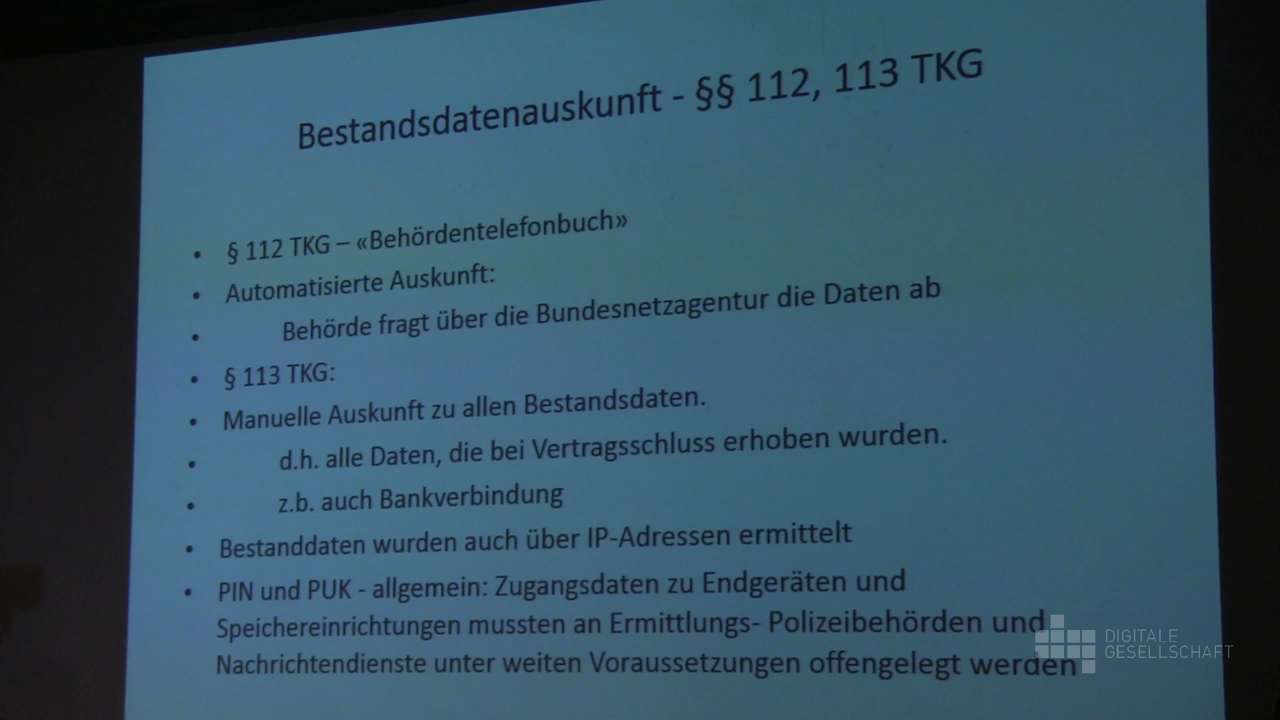 Bestandsdatenauskunft - §§ 112, 113 TKG
• § 112 TKG – «Behördentelefonbuch»
• Automatisierte Auskunft:
• Behörde fragt über die Bundesnetzagentur die Daten ab
• § 113 TKG:
• Manuelle Auskunft zu allen Bestandsdaten.
• d.h. alle Daten, die bei Vertragsschluss erhoben wurden.
• z.b. auch Bankverbindung
• Bestanddaten wurden auch über IP-Adressen ermittelt
• PIN und PUK - allgemein: Zugangsdaten zu Endgeräten und
Speichereinrichtungen mussten an Ermittlungs- Polizeibehörden und
Nachrichtendienste unter weiten Voraussetzungen offengelegt werden
DIGITALE
GESELLSCHAFT